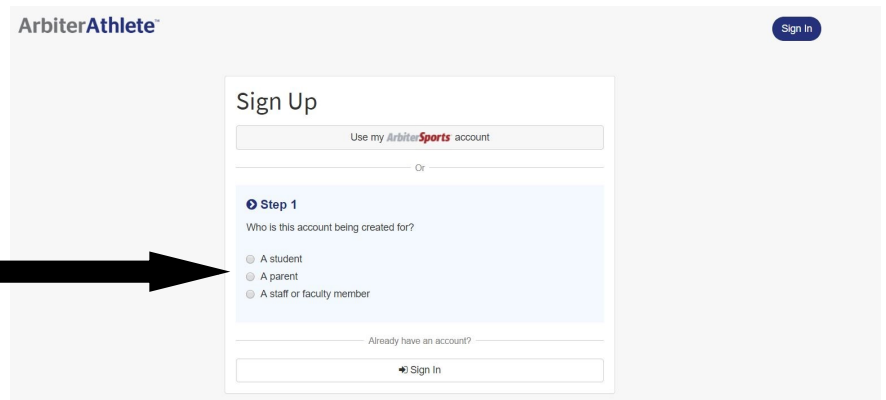 ArbiterAthlete™
Sign In
Sign Up
Use my ArbiterSports account
Or
Step 1
Who is this account being created for?
A student
A parent
A staff or faculty member
Already have an account?
Sign In